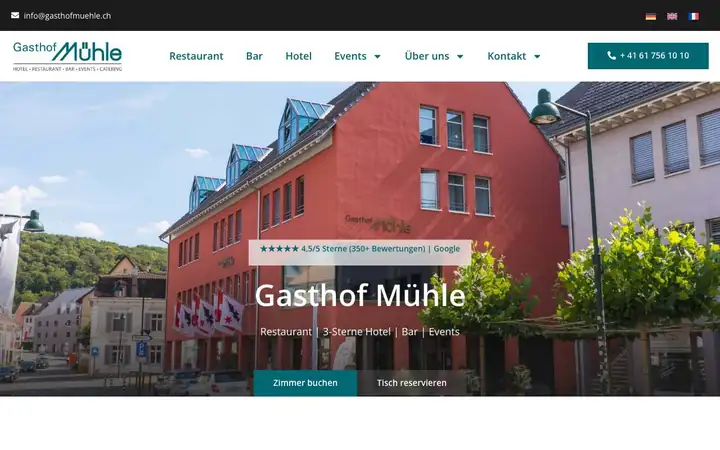 info@gasthofmuehle.ch
Gasthof Mühle
HOTEL • RESTAURANT • BAR • EVENTS • CATERING
Restaurant
Bar
Hotel
Events
Über uns
Kontakt
+ 41 61 756 10 10
Gasthof Mühle
★★★★★ 4,5/5 Sterne (350+ Bewertungen) | Google
Gasthof Mühle
Restaurant | 3-Sterne Hotel | Bar | Events
Zimmer buchen
Tisch reservieren